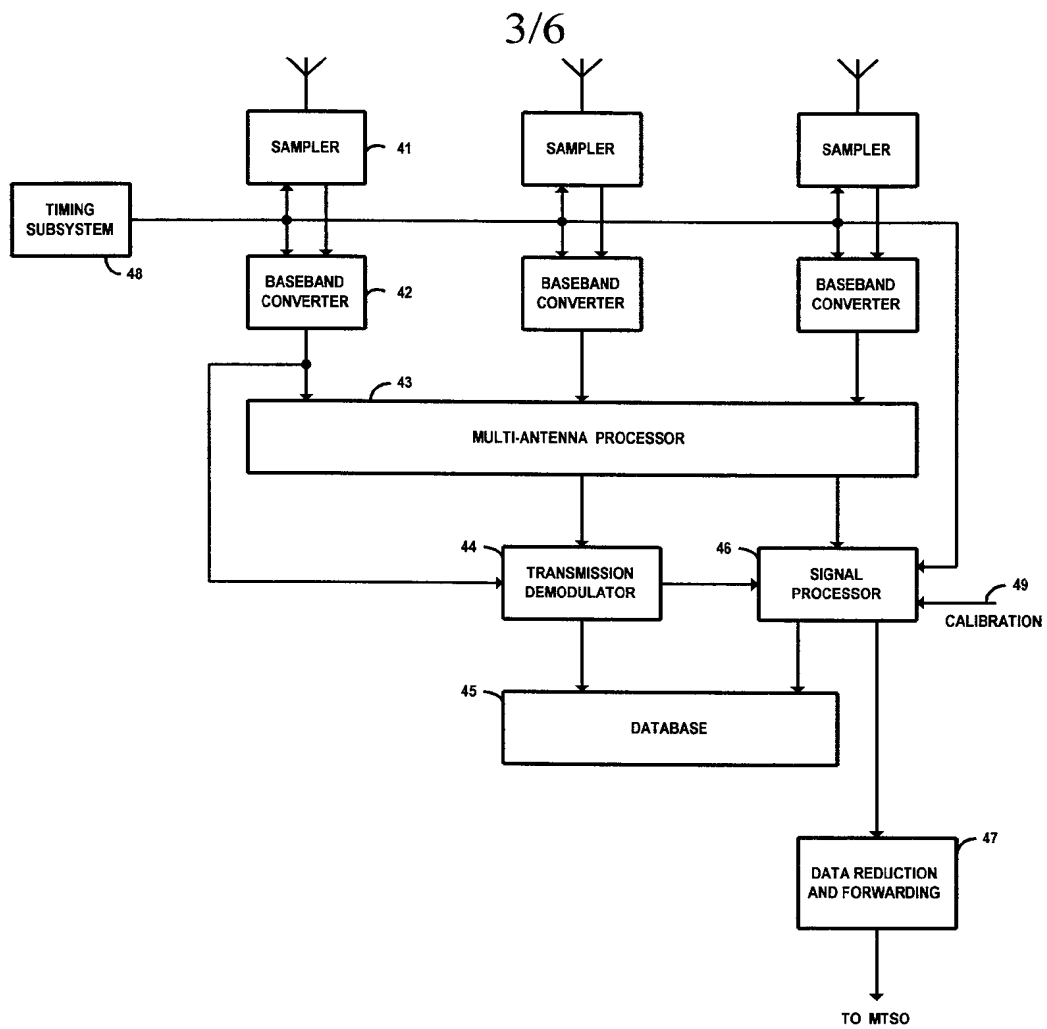 3/6
SAMPLER
41
SAMPLER
SAMPLER
TIMING
SUBSYSTEM
48
BASEBAND
CONVERTER
42
BASEBAND
CONVERTER
BASEBAND
CONVERTER
43
MULTI-ANTENNA PROCESSOR
44
TRANSMISSION
DEMODULATOR
46
SIGNAL
PROCESSOR
49
CALIBRATION
45
DATABASE
47
DATA REDUCTION
AND FORWARDING
TO MTSO